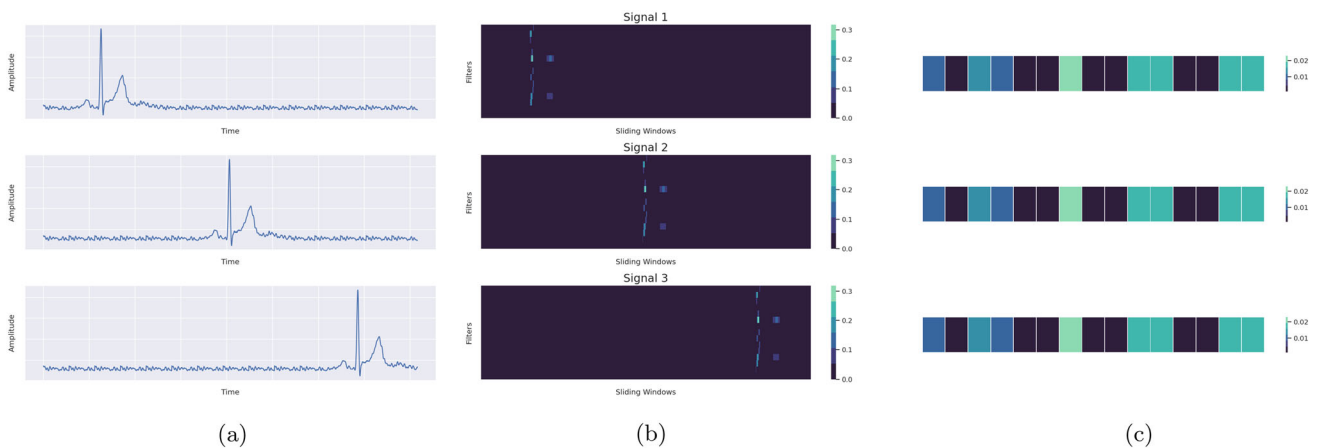 Signal 1
Amplitude
Time
Filters
Sliding Windows
0.3
0.2
0.1
0.0
0.02
0.01
Signal 2
Amplitude
Time
Filters
Sliding Windows
0.3
0.2
0.1
0.0
0.02
0.01
Signal 3
Amplitude
Time
Filters
Sliding Windows
0.3
0.2
0.1
0.0
0.02
0.01
(a)
(b)
(c)